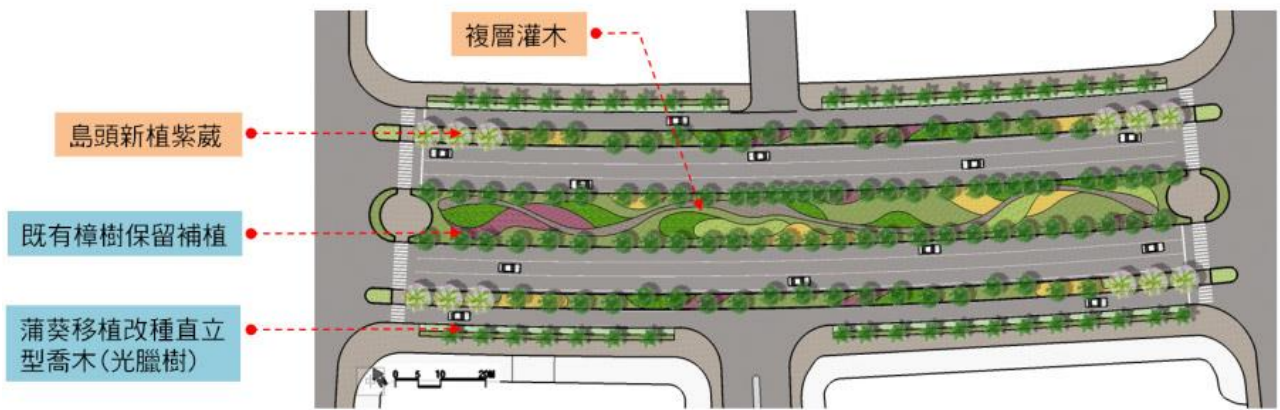 複層灌木
島頭新植紫葳
既有樟樹保留補植
蒲葵移植改種直立
型喬木(光臘樹)
0 5 10 20M